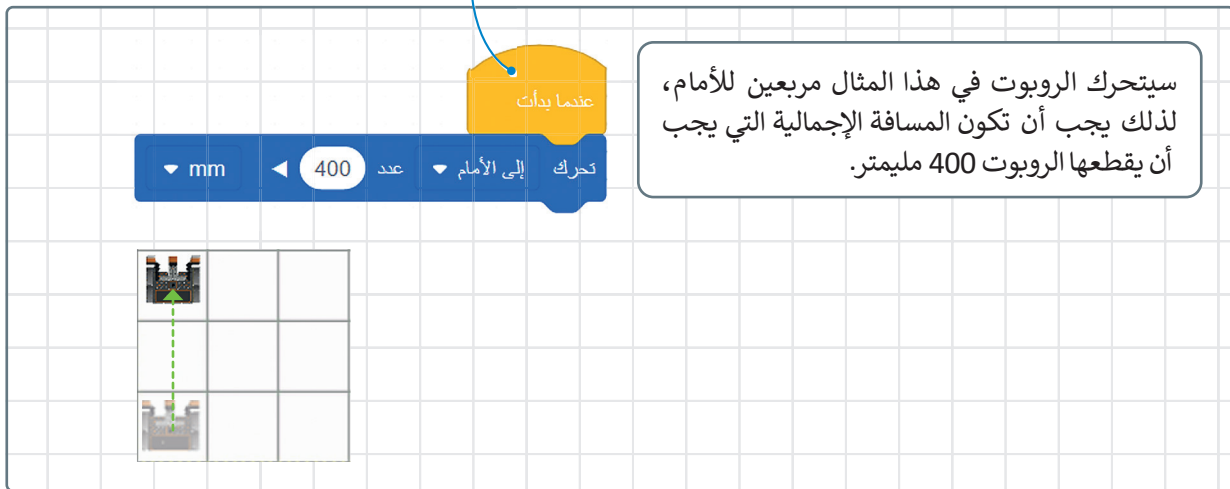 سيتحرك الروبوت في هذا المثال مربعين للأمام،
لذلك يجب أن تكون المسافة الإجمالية التي يجب
أن يقطعها الروبوت 400 مليمتر.
عندما بدأت
تحرك إلى الأمام عدد 400 mm